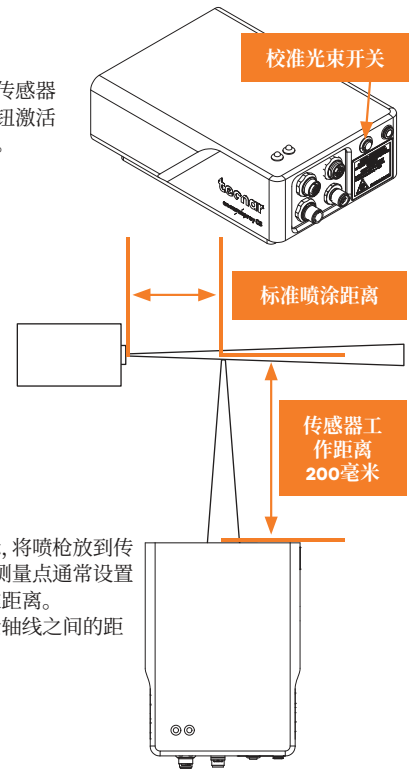 校准光束开关
传感器
钮激活
。
tecnar
标准喷涂距离
传感器工
作距离
200毫米
, 将喷枪放到传
测量点通常设置
距离。
轴线之间的距